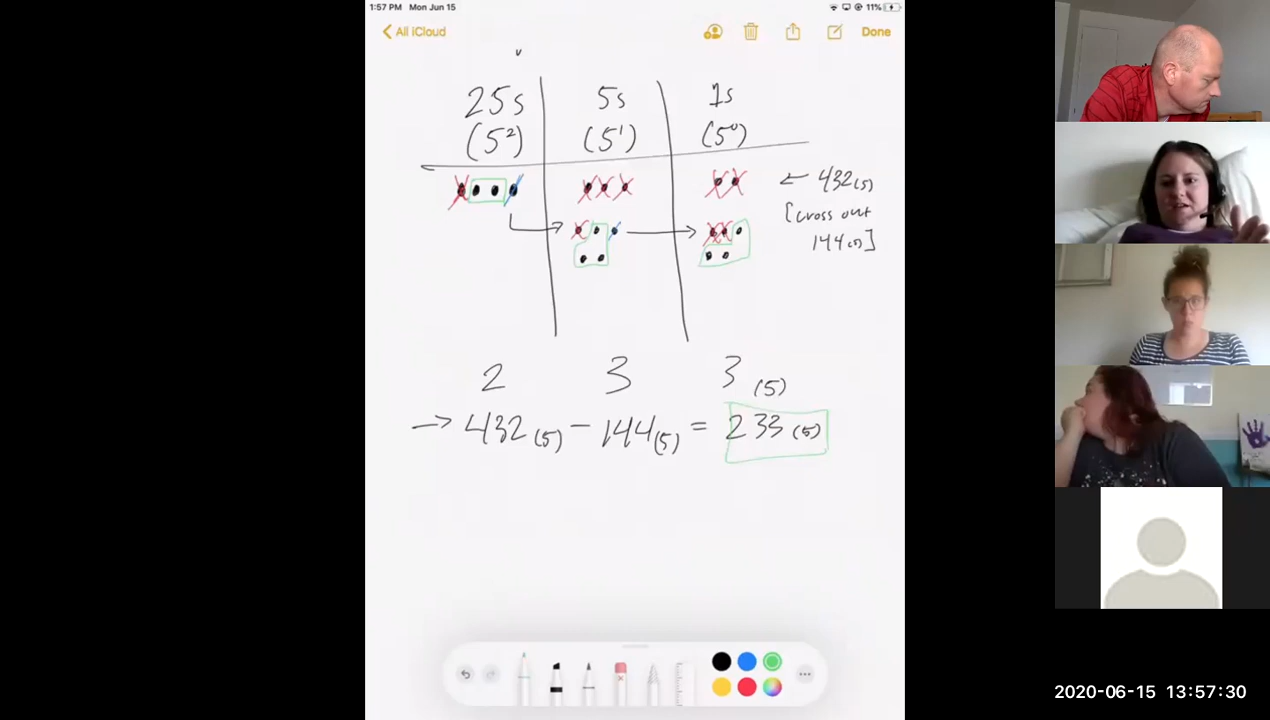 1:57 PM Mon Jun 15
11%
All iCloud
Done
25s 5s 1s
(5²) (5¹) (5⁰)
← 432(5)
[cross out
144(5)]
2 3 3 (5)
→ 432(5) − 144(5) = 233(5)
2020-06-15 13:57:30